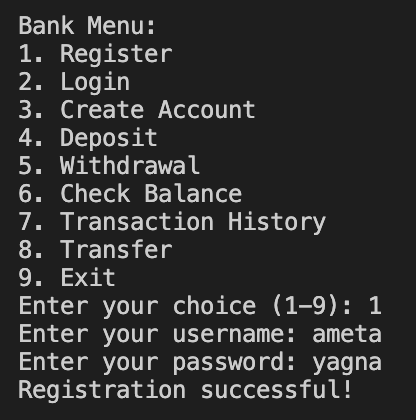 Bank Menu:
1. Register
2. Login
3. Create Account
4. Deposit
5. Withdrawal
6. Check Balance
7. Transaction History
8. Transfer
9. Exit
Enter your choice (1-9): 1
Enter your username: ameta
Enter your password: yagna
Registration successful!